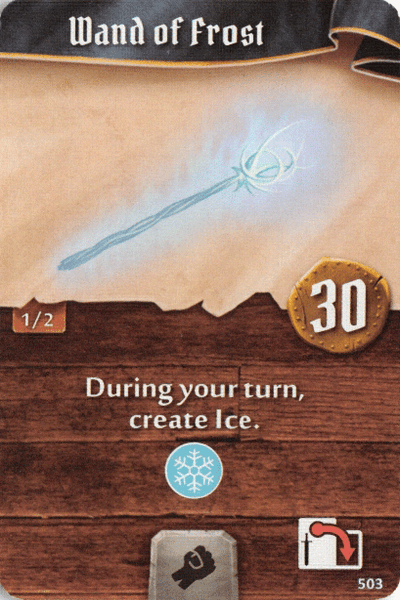 Wand of Frost
1/2
30
During your turn,
create Ice.
503